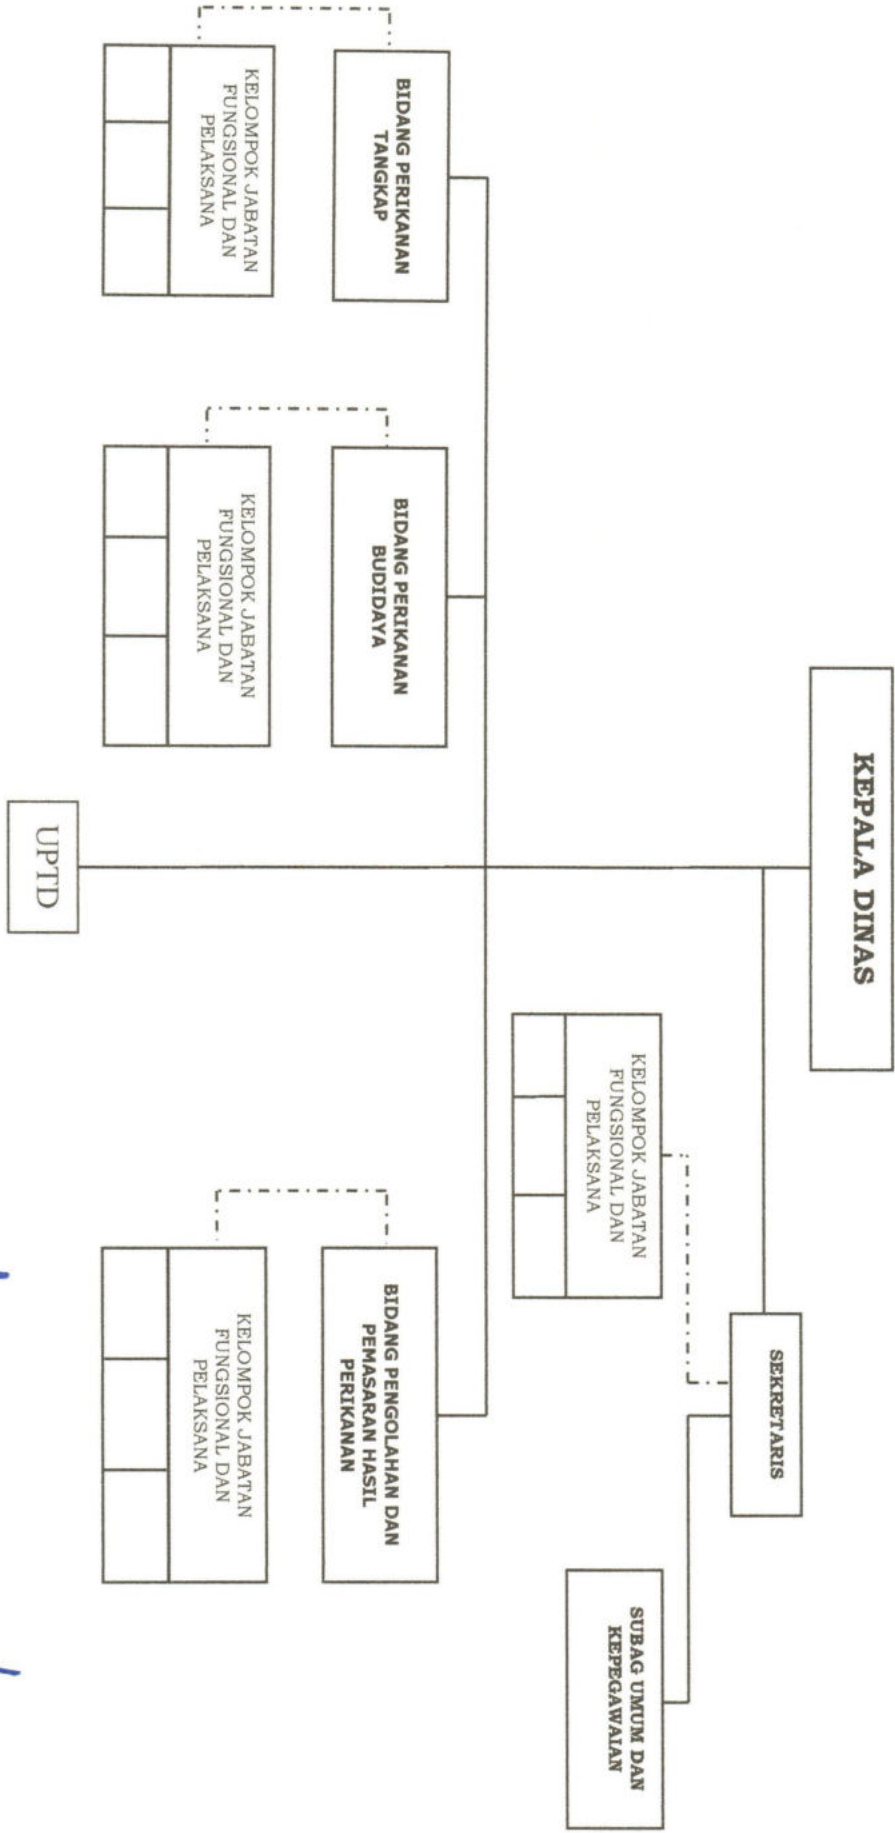 KEPALA DINAS
SEKRETARIS
KELOMPOK JABATAN
FUNGSIONAL DAN
PELAKSANA
SUBAG UMUM DAN
KEPEGAWAIAN
BIDANG PERIKANAN
TANGKAP
BIDANG PERIKANAN
BUDIDAYA
BIDANG PENGOLAHAN DAN
PEMASARAN HASIL
PERIKANAN
KELOMPOK JABATAN
FUNGSIONAL DAN
PELAKSANA
KELOMPOK JABATAN
FUNGSIONAL DAN
PELAKSANA
KELOMPOK JABATAN
FUNGSIONAL DAN
PELAKSANA
UPTD